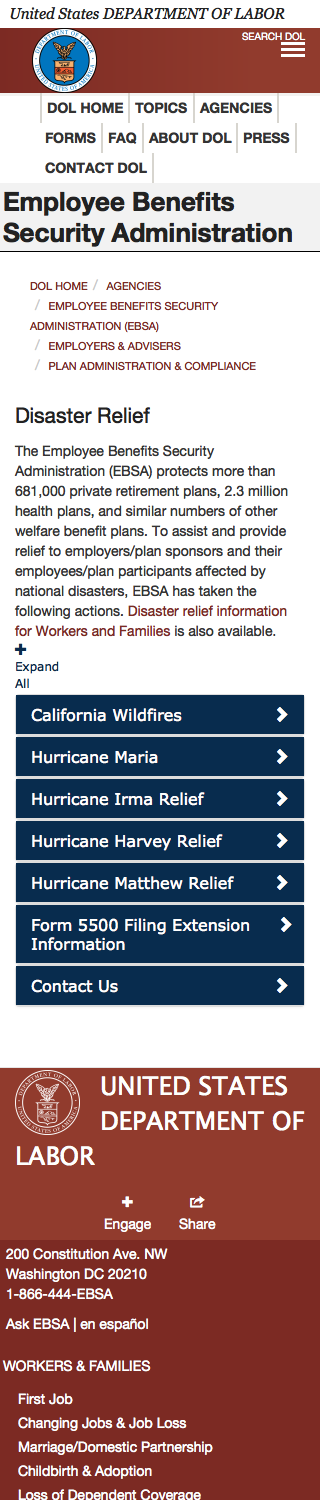 United States DEPARTMENT OF LABOR
SEARCH DOL
DOL HOME TOPICS AGENCIES
FORMS FAQ ABOUT DOL PRESS
CONTACT DOL
Employee Benefits
Security Administration
DOL HOME / AGENCIES
/ EMPLOYEE BENEFITS SECURITY
ADMINISTRATION (EBSA)
/ EMPLOYERS & ADVISERS
/ PLAN ADMINISTRATION & COMPLIANCE
Disaster Relief
The Employee Benefits Security
Administration (EBSA) protects more than
681,000 private retirement plans, 2.3 million
health plans, and similar numbers of other
welfare benefit plans. To assist and provide
relief to employers/plan sponsors and their
employees/plan participants affected by
national disasters, EBSA has taken the
following actions. Disaster relief information
for Workers and Families is also available.
Expand
All
California Wildfires
Hurricane Maria
Hurricane Irma Relief
Hurricane Harvey Relief
Hurricane Matthew Relief
Form 5500 Filing Extension
Information
Contact Us
UNITED STATES
DEPARTMENT OF
LABOR
Engage Share
200 Constitution Ave. NW
Washington DC 20210
1-866-444-EBSA
Ask EBSA | en español
WORKERS & FAMILIES
First Job
Changing Jobs & Job Loss
Marriage/Domestic Partnership
Childbirth & Adoption
Loss of Dependent Coverage